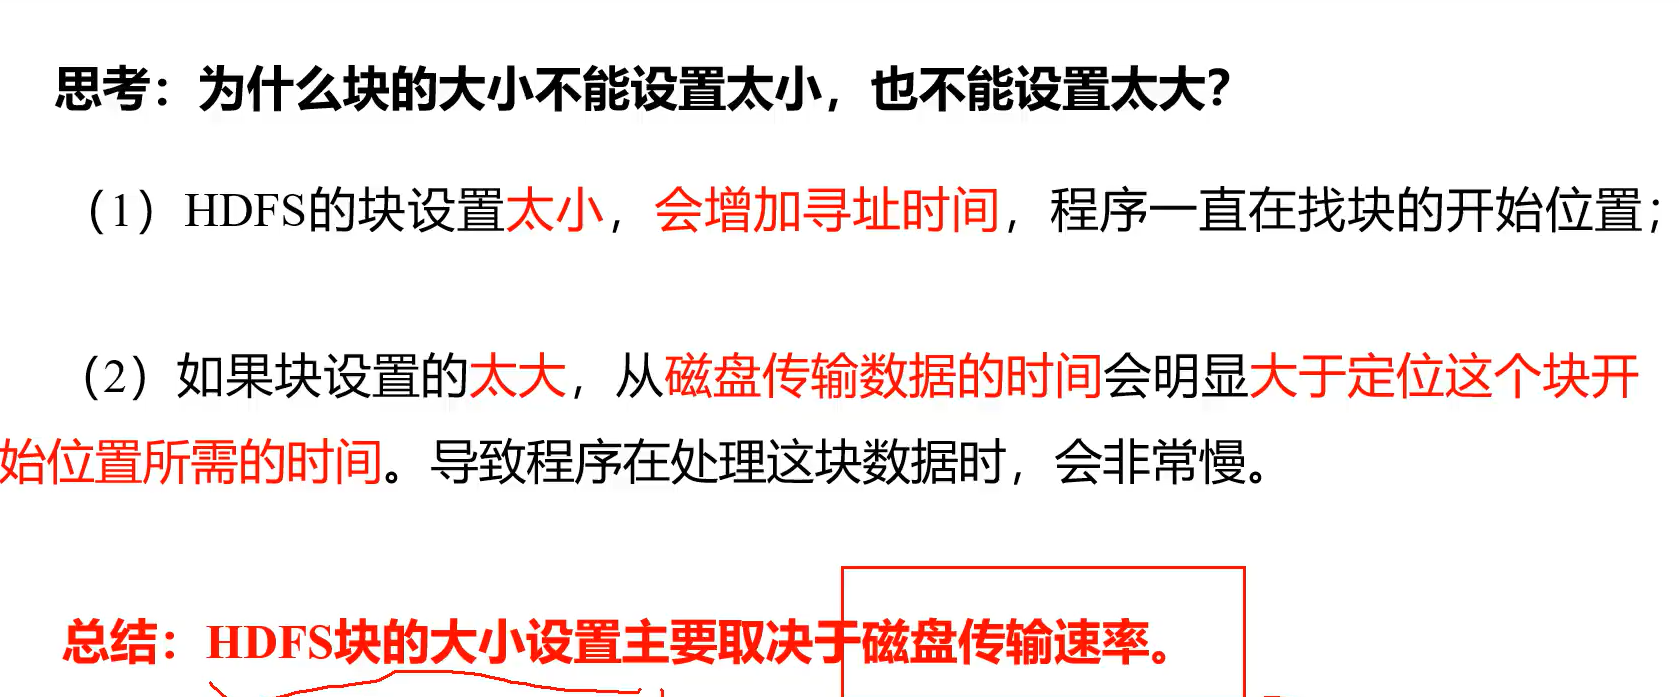 思考：为什么块的大小不能设置太小，也不能设置太大？
（1）HDFS的块设置太小，会增加寻址时间，程序一直在找块的开始位置；
（2）如果块设置的太大，从磁盘传输数据的时间会明显大于定位这个块开
始位置所需的时间。导致程序在处理这块数据时，会非常慢。
总结：HDFS块的大小设置主要取决于磁盘传输速率。